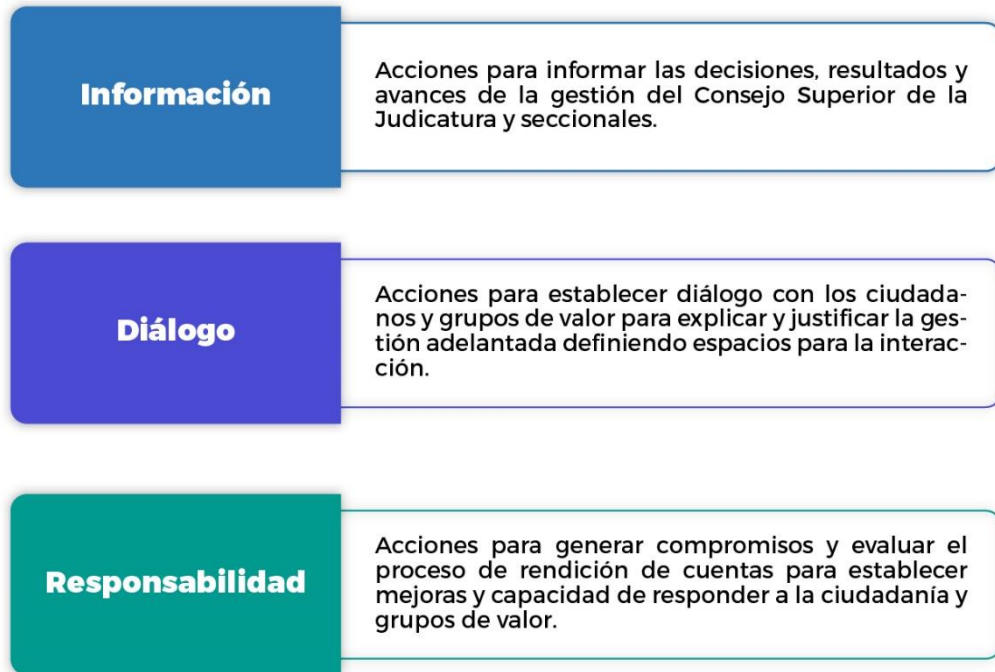 Información
Acciones para informar las decisiones, resultados y
avances de la gestión del Consejo Superior de la
Judicatura y seccionales.
Diálogo
Acciones para establecer diálogo con los ciudada-
nos y grupos de valor para explicar y justificar la ges-
tión adelantada definiendo espacios para la interac-
ción.
Responsabilidad
Acciones para generar compromisos y evaluar el
proceso de rendición de cuentas para establecer
mejoras y capacidad de responder a la ciudadanía y
grupos de valor.